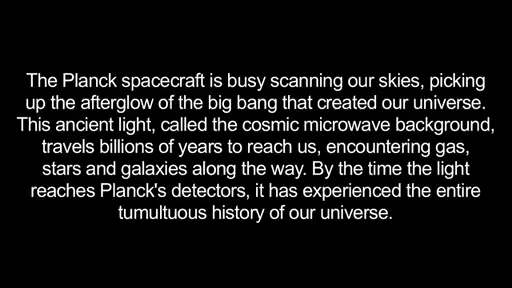 The Planck spacecraft is busy scanning our skies, picking
up the afterglow of the big bang that created our universe.
This ancient light, called the cosmic microwave background,
travels billions of years to reach us, encountering gas,
stars and galaxies along the way. By the time the light
reaches Planck's detectors, it has experienced the entire
tumultuous history of our universe.